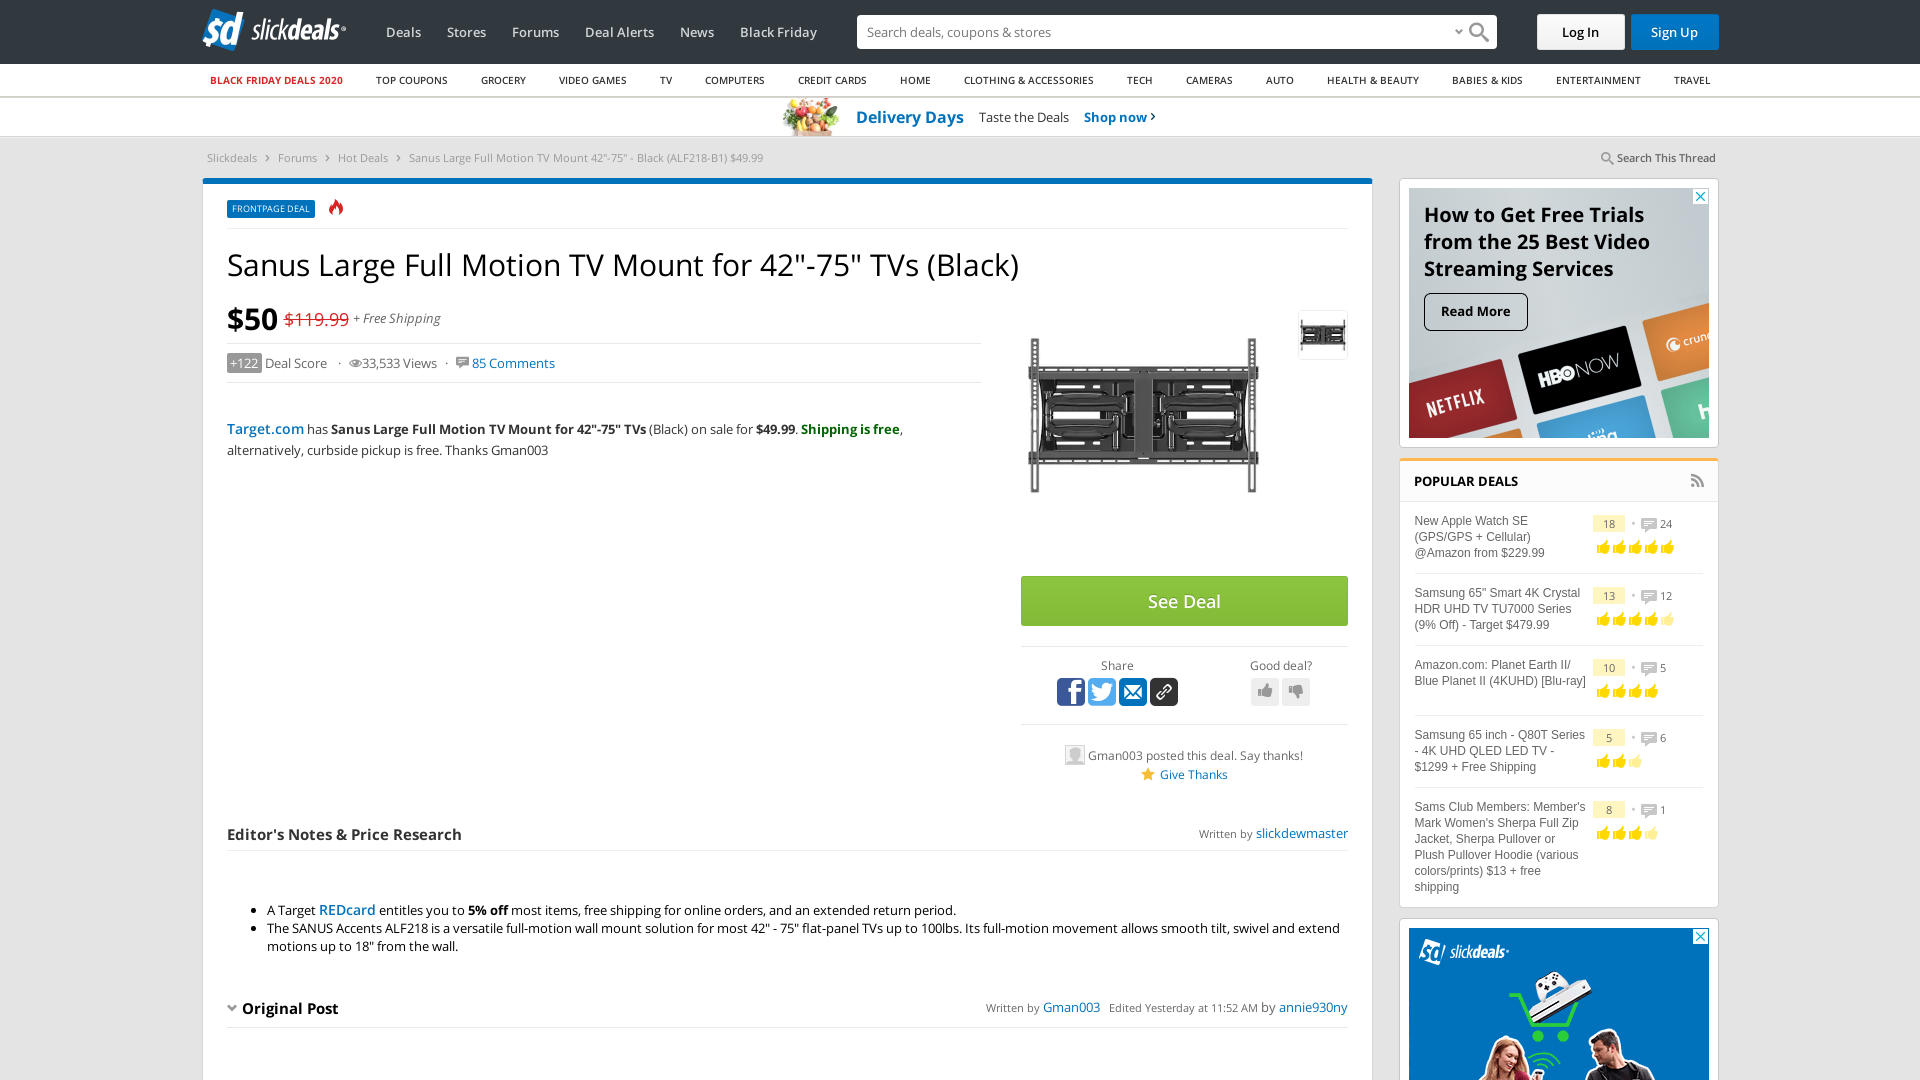 sd slickdeals
Deals Stores Forums Deal Alerts News Black Friday
Search deals, coupons & shopping
Log In Sign Up
BLACK FRIDAY DEALS 2020 TOP COUPONS GROCERY VIDEO GAMES TV COMPUTERS CREDIT CARDS HOME CLOTHING & ACCESSORIES TECH CAMERAS AUTO HEALTH & BEAUTY BABIES & KIDS ENTERTAINMENT TRAVEL
Delivery Days Taste the Deals Shop now
Slickdeals Forums Hot Deals Sanus Large Full Motion TV Mount 42"-75" - Black (ALF218-B1) $49.99
Search This Thread
FRONTPAGE DEAL
Sanus Large Full Motion TV Mount for 42"-75" TVs (Black)
$50 $119.99 + Free Shipping
+122 Deal Score · 33,533 Views · 85 Comments
Target.com has Sanus Large Full Motion TV Mount for 42"-75" TVs (Black) on sale for $49.99. Shipping is free,
alternatively, curbside pickup is free. Thanks Gman003
See Deal
Share
Good deal?
Gman003 posted this deal. Say thanks!
Give Thanks
Editor's Notes & Price Research
Written by slickdewmaster
• A Target REDcard entitles you to 5% off most items, free shipping for online orders, and an extended return period.
• The SANUS Accents ALF218 is a versatile full-motion wall mount solution for most 42" - 75" flat-panel TVs up to 100lbs. Its full-motion movement allows smooth tilt, swivel and extend
motions up to 18" from the wall.
Original Post
Written by Gman003 Edited Yesterday at 11:52 AM by annie930ny
How to Get Free Trials
from the 25 Best Video
Streaming Services
Read More
crun
HBO NOW
NETFLIX
POPULAR DEALS
New Apple Watch SE
(GPS/GPS + Cellular)
@Amazon from $229.99
18 • 24
Samsung 65" Smart 4K Crystal
HDR UHD TV TU7000 Series
(9% Off) - Target $479.99
13 • 12
Amazon.com: Planet Earth II/
Blue Planet II (4KUHD) [Blu-ray]
10 • 5
Samsung 65 inch - Q80T Series
- 4K UHD QLED LED TV -
$1299 + Free Shipping
5 • 6
Sams Club Members: Member's
Mark Women's Sherpa Full Zip
Jacket, Sherpa Pullover or
Plush Pullover Hoodie (various
colors/prints) $13 + free
shipping
8 • 1
sd slickdeals